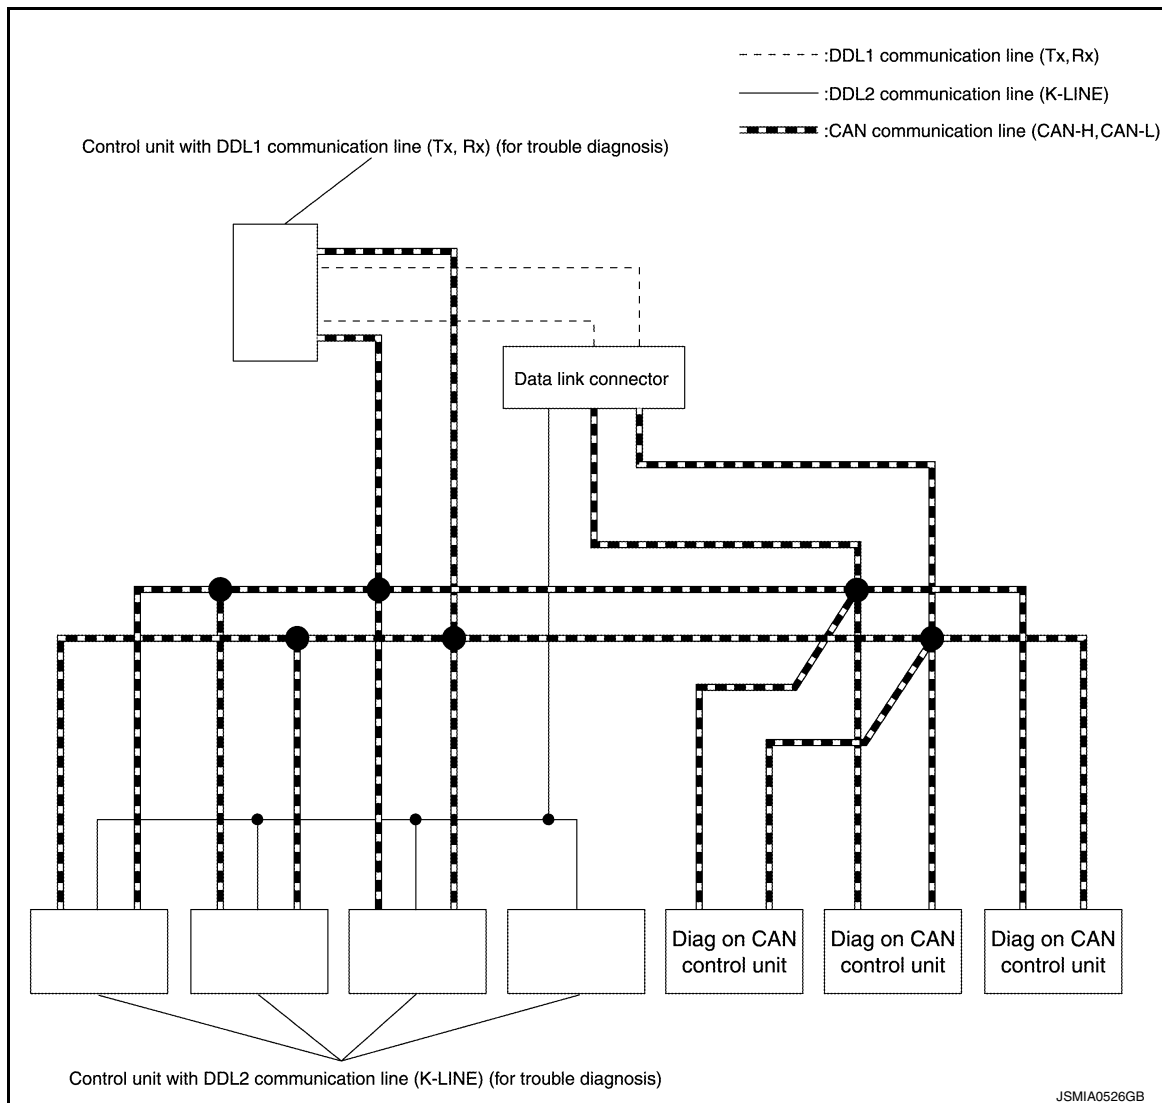 :DDL1 communication line (Tx,Rx)
:DDL2 communication line (K-LINE)
:CAN communication line (CAN-H,CAN-L)
Control unit with DDL1 communication line (Tx, Rx) (for trouble diagnosis)
Data link connector
Diag on CAN
control unit
Diag on CAN
control unit
Diag on CAN
control unit
Control unit with DDL2 communication line (K-LINE) (for trouble diagnosis)
JSMIA0526GB